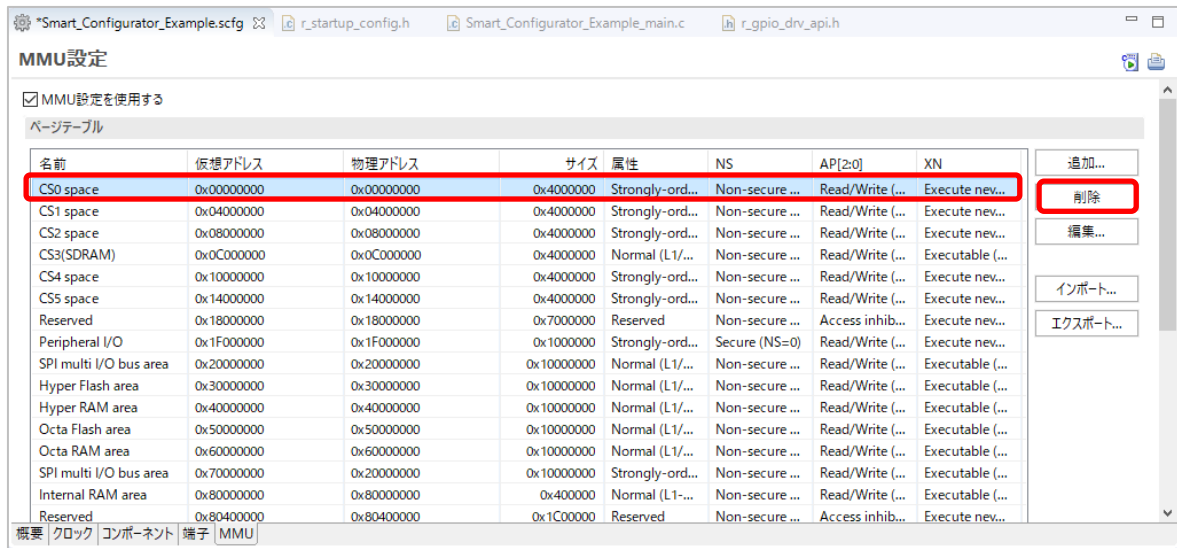 *Smart_Configurator_Example.scfg r_startup_config.h Smart_Configurator_Example_main.c r_gpio_drv_api.h
MMU設定
MMU設定を使用する
ページテーブル
名前 仮想アドレス 物理アドレス サイズ 属性 NS AP[2:0] XN 追加...
CS0 space 0x00000000 0x00000000 0x4000000 Strongly-ord... Non-secure ... Read/Write (... Execute nev... 削除
CS1 space 0x04000000 0x04000000 0x4000000 Strongly-ord... Non-secure ... Read/Write (... Execute nev...
CS2 space 0x08000000 0x08000000 0x4000000 Strongly-ord... Non-secure ... Read/Write (... Execute nev... 編集...
CS3(SDRAM) 0x0C000000 0x0C000000 0x4000000 Normal (L1/... Non-secure ... Read/Write (... Executable (...
CS4 space 0x10000000 0x10000000 0x4000000 Strongly-ord... Non-secure ... Read/Write (... Execute nev...
CS5 space 0x14000000 0x14000000 0x4000000 Strongly-ord... Non-secure ... Read/Write (... Execute nev... インポート...
Reserved 0x18000000 0x18000000 0x7000000 Reserved Non-secure ... Access inhib... Execute nev... エクスポート...
Peripheral I/O 0x1F000000 0x1F000000 0x1000000 Strongly-ord... Secure (NS=0) Read/Write (... Execute nev...
SPI multi I/O bus area 0x20000000 0x20000000 0x10000000 Normal (L1/... Non-secure ... Read/Write (... Executable (...
Hyper Flash area 0x30000000 0x30000000 0x10000000 Normal (L1/... Non-secure ... Read/Write (... Executable (...
Hyper RAM area 0x40000000 0x40000000 0x10000000 Normal (L1/... Non-secure ... Read/Write (... Executable (...
Octa Flash area 0x50000000 0x50000000 0x10000000 Normal (L1/... Non-secure ... Read/Write (... Executable (...
Octa RAM area 0x60000000 0x60000000 0x10000000 Normal (L1/... Non-secure ... Read/Write (... Executable (...
SPI multi I/O bus area 0x70000000 0x20000000 0x10000000 Strongly-ord... Non-secure ... Read/Write (... Executable (...
Internal RAM area 0x80000000 0x80000000 0x400000 Normal (L1-... Non-secure ... Read/Write (... Executable (...
Reserved 0x80400000 0x80400000 0x1C00000 Reserved Non-secure ... Access inhib... Execute nev...
概要 クロック コンポーネント 端子 MMU